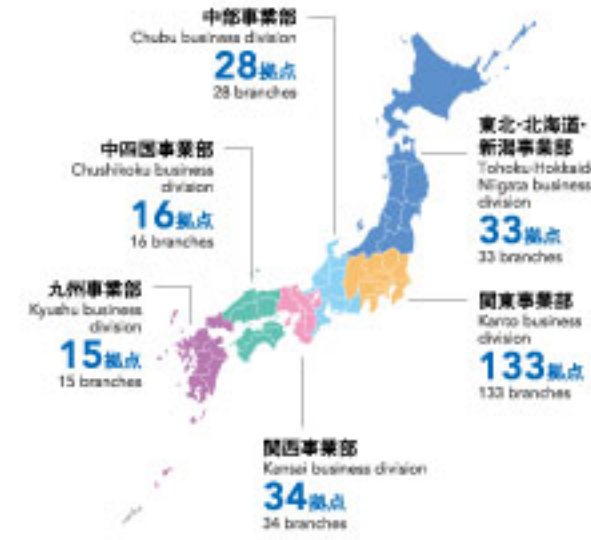 中部事業部
Chubu business division
28拠点
28 branches
東北・北海道・
新潟事業部
Tohoku·Hokkaido
Niigata business
division
33拠点
33 branches
中四国事業部
Chushikoku business
division
16拠点
16 branches
九州事業部
Kyushu business
division
15拠点
15 branches
関東事業部
Kanto business
division
133拠点
133 branches
関西事業部
Kansai business division
34拠点
34 branches